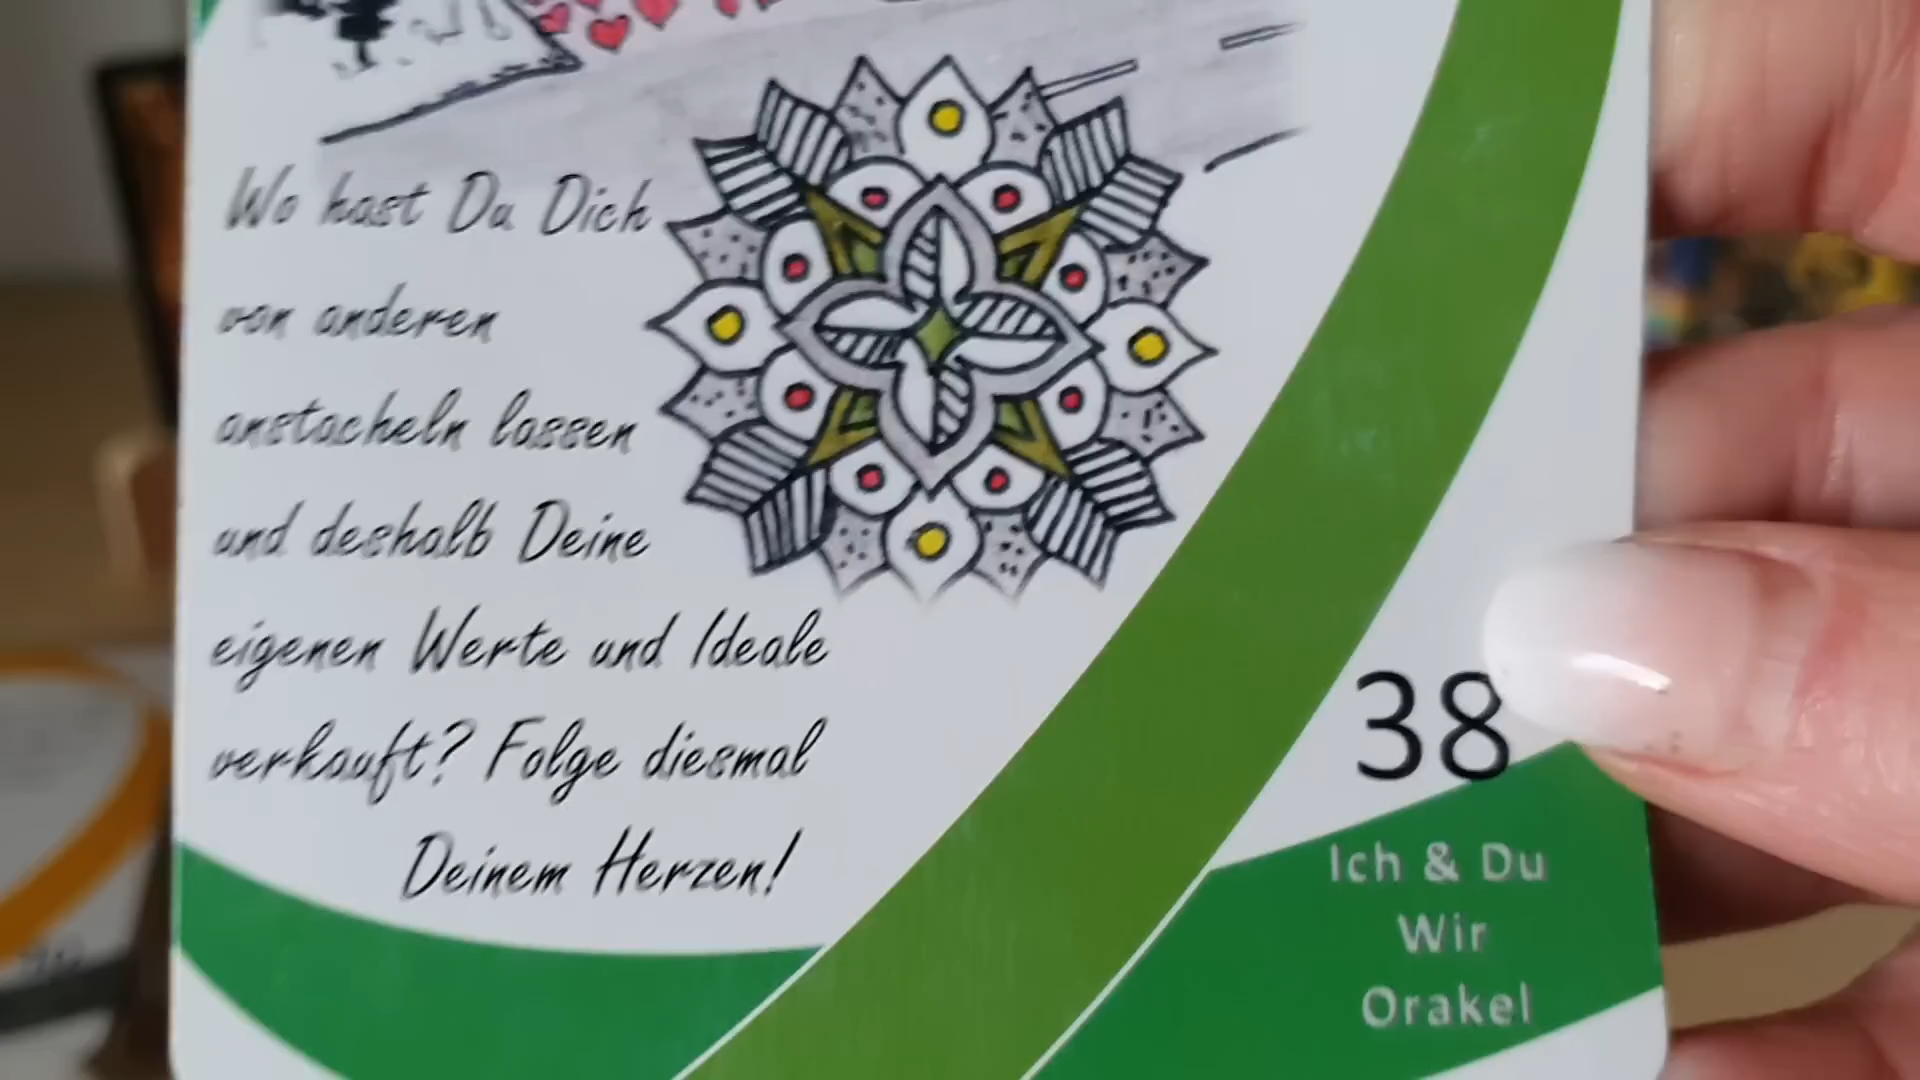 Wo hast Du Dich
von anderen
anstacheln lassen
und deshalb Deine
eigenen Werte und Ideale
verkauft? Folge diesmal
Deinem Herzen!
38
Ich & Du
Wir
Orakel